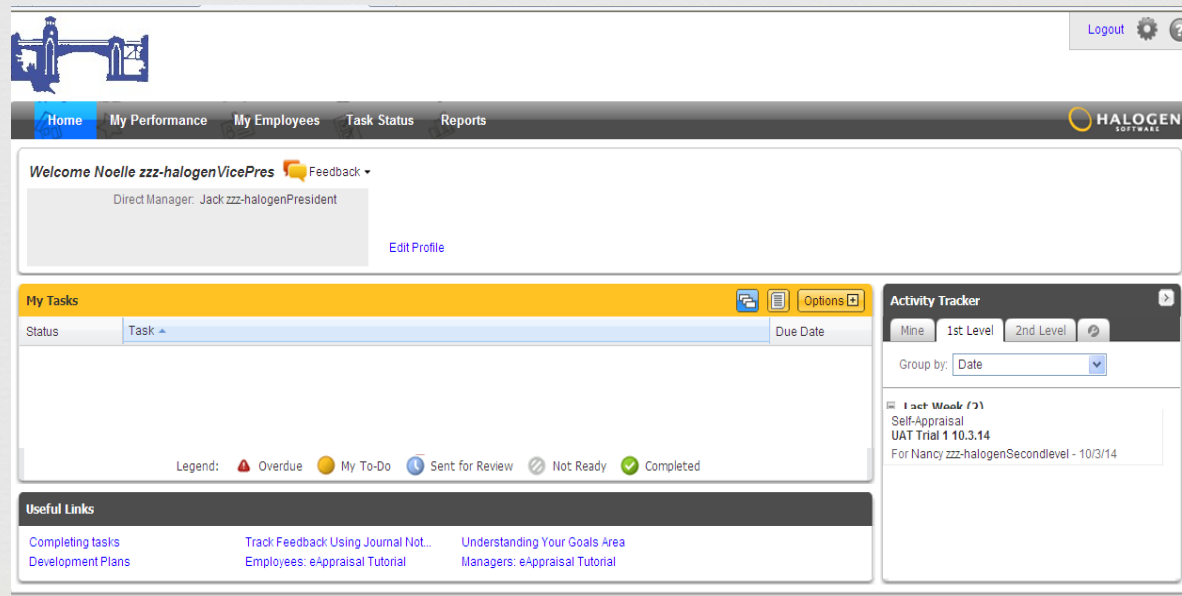 Logout
Home My Performance My Employees Task Status Reports
HALOGEN
SOFTWARE
Welcome Noelle zzz-halogenVicePres Feedback
Direct Manager: Jack zzz-halogenPresident
Edit Profile
My Tasks Options
Status Task Due Date
Legend: Overdue My To-Do Sent for Review Not Ready Completed
Useful Links
Completing tasks Track Feedback Using Journal Not... Understanding Your Goals Area
Development Plans Employees: eAppraisal Tutorial Managers: eAppraisal Tutorial
Activity Tracker
Mine 1st Level 2nd Level
Group by: Date
Last Week (2)
Self-Appraisal
UAT Trial 1 10.3.14
For Nancy zzz-halogenSecondlevel - 10/3/14